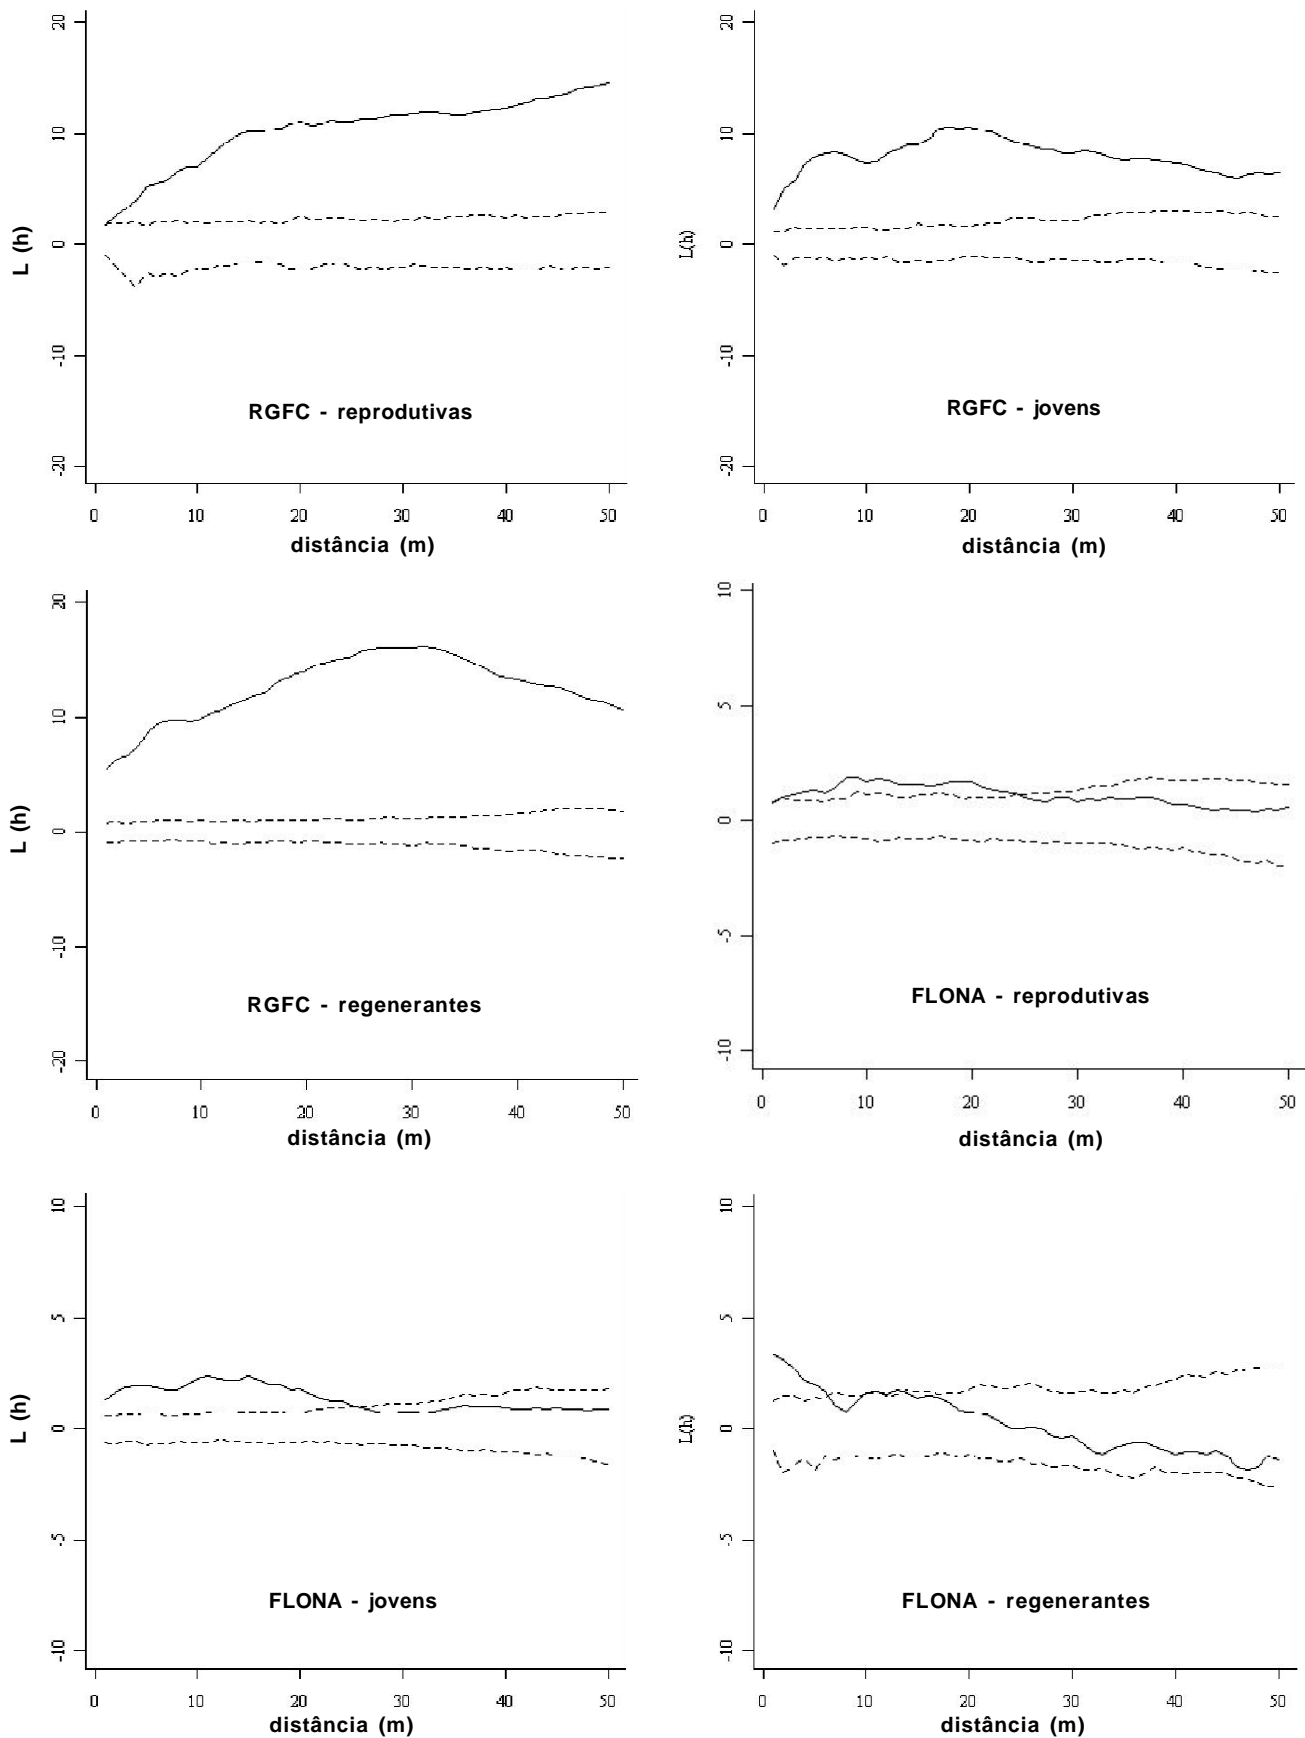 20
10
0
-10
-20
L (h)
RGFC - reprodutivas
0 10 20 30 40 50
distância (m)
20
10
0
-10
-20
L(h)
RGFC - jovens
0 10 20 30 40 50
distância (m)
20
10
0
-10
-20
L (h)
RGFC - regenerantes
0 10 20 30 40 50
distância (m)
10
5
0
-5
-10
FLONA - reprodutivas
0 10 20 30 40 50
distância (m)
10
5
0
-5
-10
L (h)
FLONA - jovens
0 10 20 30 40 50
distância (m)
10
5
0
-5
-10
L(h)
FLONA - regenerantes
0 10 20 30 40 50
distância (m)